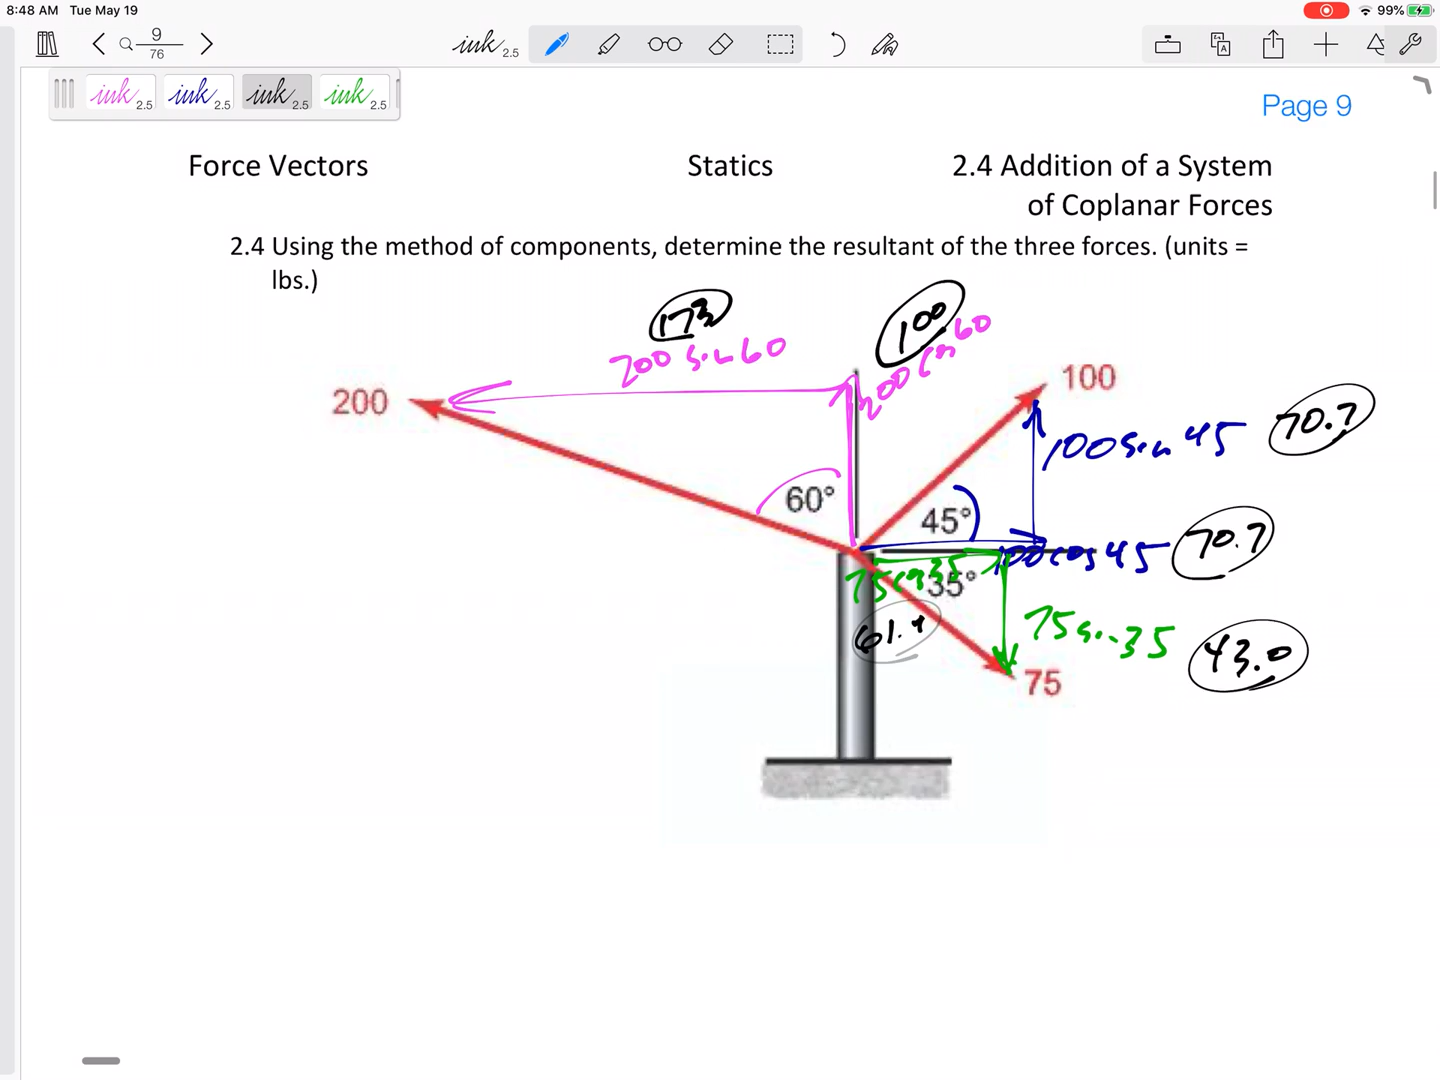 8:48 AM Tue May 19
99%
9
76
ink 2.5
ink 2.5
ink 2.5
ink 2.5
ink 2.5
Page 9
Force Vectors Statics 2.4 Addition of a System
of Coplanar Forces
2.4 Using the method of components, determine the resultant of the three forces. (units =
lbs.)
173
100
200 sin 60
200 cos 60
200
100
70.7
100 sin 45
60°
45°
70.7
100 cos 45
75 cos 35
35°
61.4
75 sin 35
43.0
75